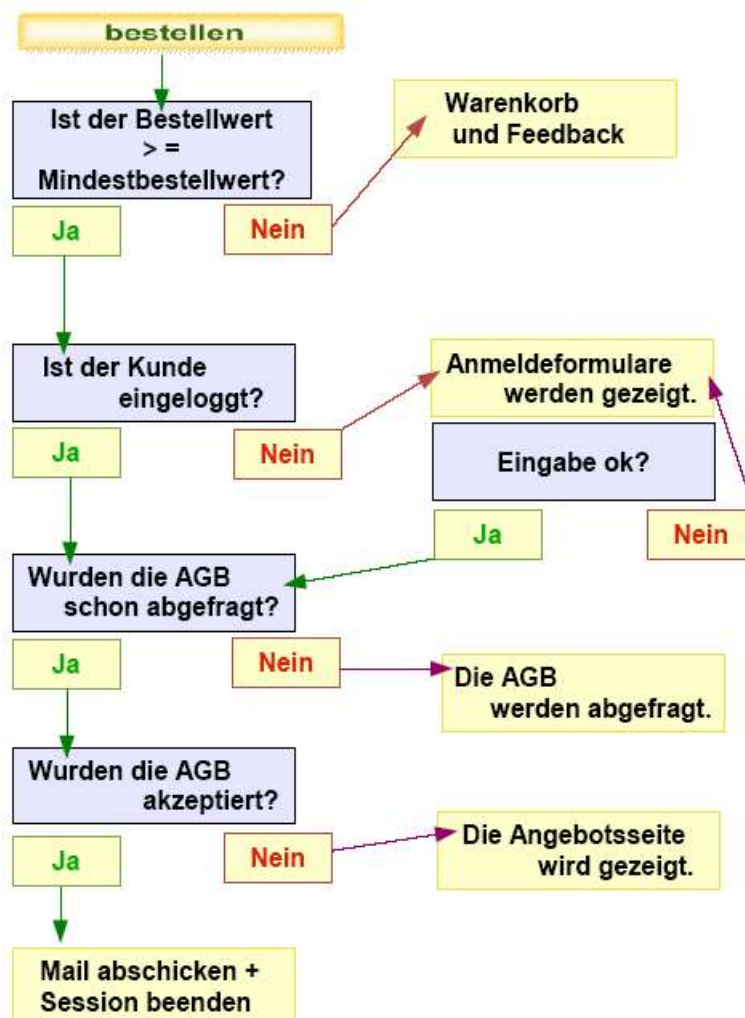 bestellen
Ist der Bestellwert
> =
Mindestbestellwert?
Warenkorb
und Feedback
Ja
Nein
Ist der Kunde
eingeloggt?
Anmeldeformulare
werden gezeigt.
Ja
Nein
Eingabe ok?
Ja
Nein
Wurden die AGB
schon abgefragt?
Ja
Nein
Die AGB
werden abgefragt.
Wurden die AGB
akzeptiert?
Ja
Nein
Die Angebotsseite
wird gezeigt.
Mail abschicken +
Session beenden